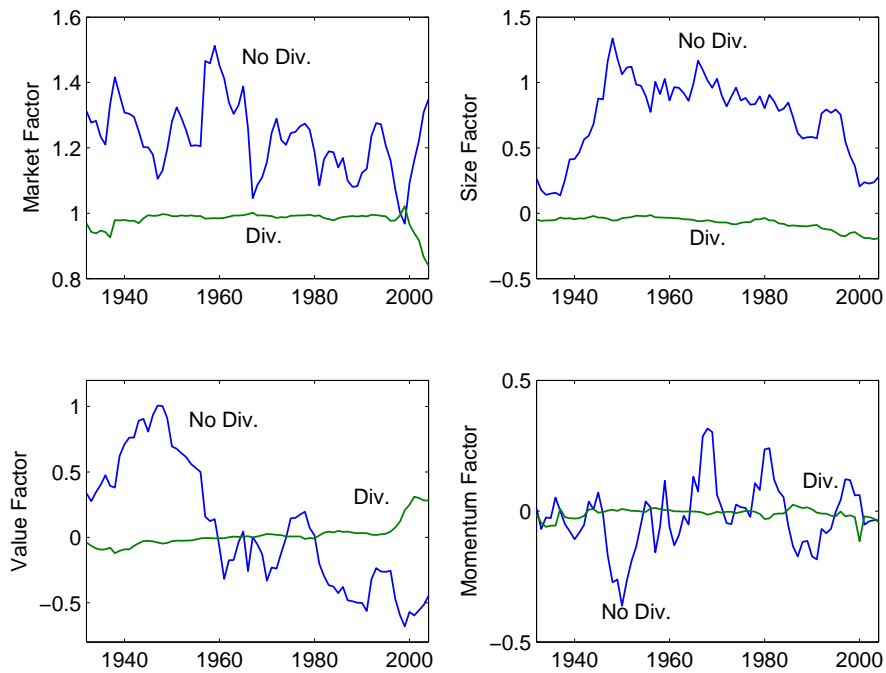 1.6
1.4
1.2
1
0.8
Market Factor
No Div.
Div.
1940
1960
1980
2000
1.5
1
0.5
0
−0.5
Size Factor
No Div.
Div.
1940
1960
1980
2000
1
0.5
0
−0.5
Value Factor
No Div.
Div.
1940
1960
1980
2000
0.5
0
−0.5
Momentum Factor
Div.
No Div.
1940
1960
1980
2000